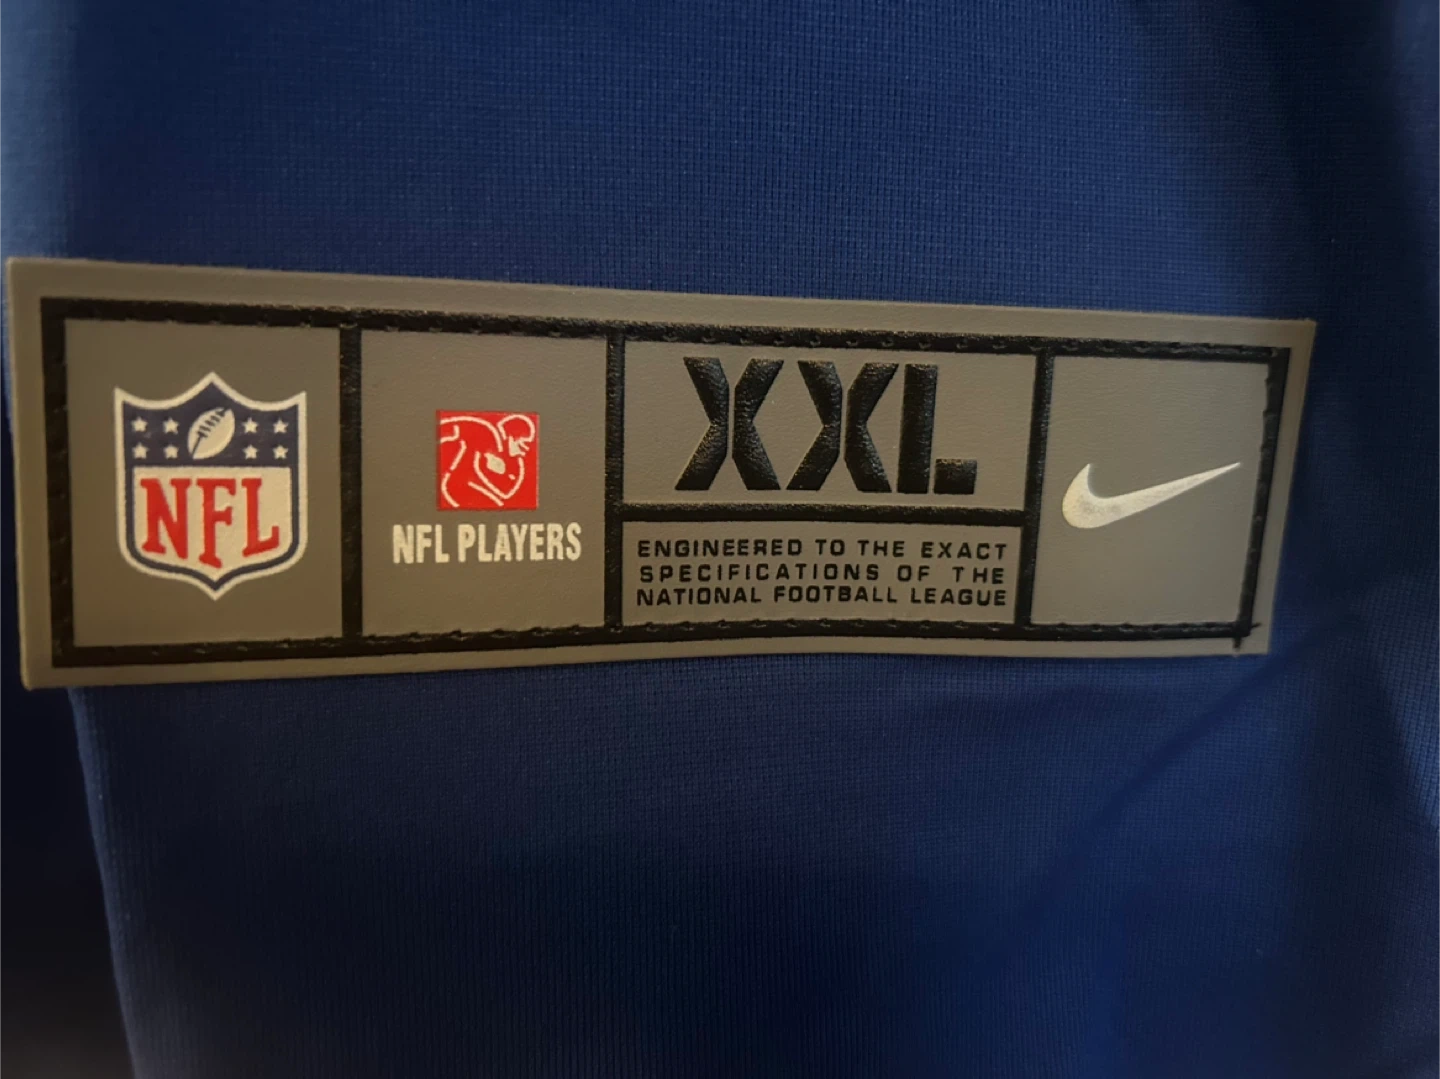 NFL
NFL PLAYERS
XXL
ENGINEERED TO THE EXACT
SPECIFICATIONS OF THE
NATIONAL FOOTBALL LEAGUE